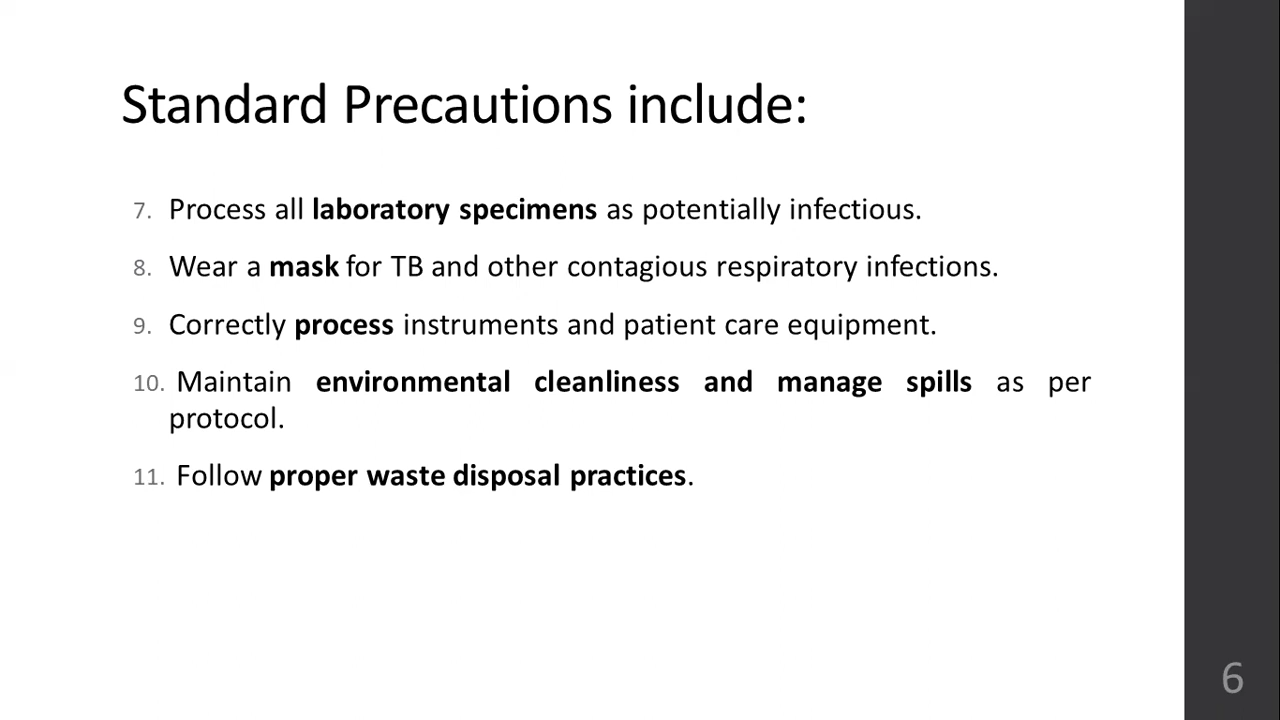 Standard Precautions include:
7. Process all laboratory specimens as potentially infectious.
8. Wear a mask for TB and other contagious respiratory infections.
9. Correctly process instruments and patient care equipment.
10. Maintain environmental cleanliness and manage spills as per
protocol.
11. Follow proper waste disposal practices.
6